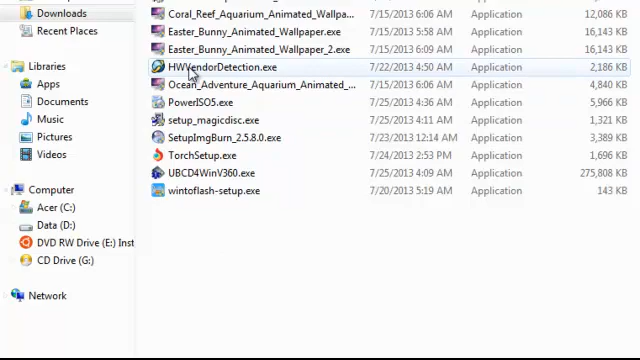 Downloads
Recent Places
Libraries
Apps
Documents
Music
Pictures
Videos
Computer
Acer (C:)
Data (D:)
DVD RW Drive (E:) Inst
CD Drive (G:)
Network
Coral_Reef_Aquarium_Animated_Wallpa... 7/15/2013 6:06 AM Application 12,086 KB
Easter_Bunny_Animated_Wallpaper.exe 7/15/2013 5:58 AM Application 16,143 KB
Easter_Bunny_Animated_Wallpaper_2.exe 7/15/2013 6:09 AM Application 16,143 KB
HWVendorDetection.exe 7/22/2013 4:50 AM Application 2,186 KB
Ocean_Adventure_Aquarium_Animated_... 7/15/2013 6:06 AM Application 4,840 KB
PowerISO5.exe 7/25/2013 4:36 AM Application 5,966 KB
setup_magicdisc.exe 7/25/2013 4:11 AM Application 1,321 KB
SetupImgBurn_2.5.8.0.exe 7/23/2013 12:14 AM Application 3,389 KB
TorchSetup.exe 7/24/2013 2:53 PM Application 1,696 KB
UBCD4WinV360.exe 7/25/2013 4:09 AM Application 275,808 KB
wintoflash-setup.exe 7/20/2013 5:19 AM Application 143 KB